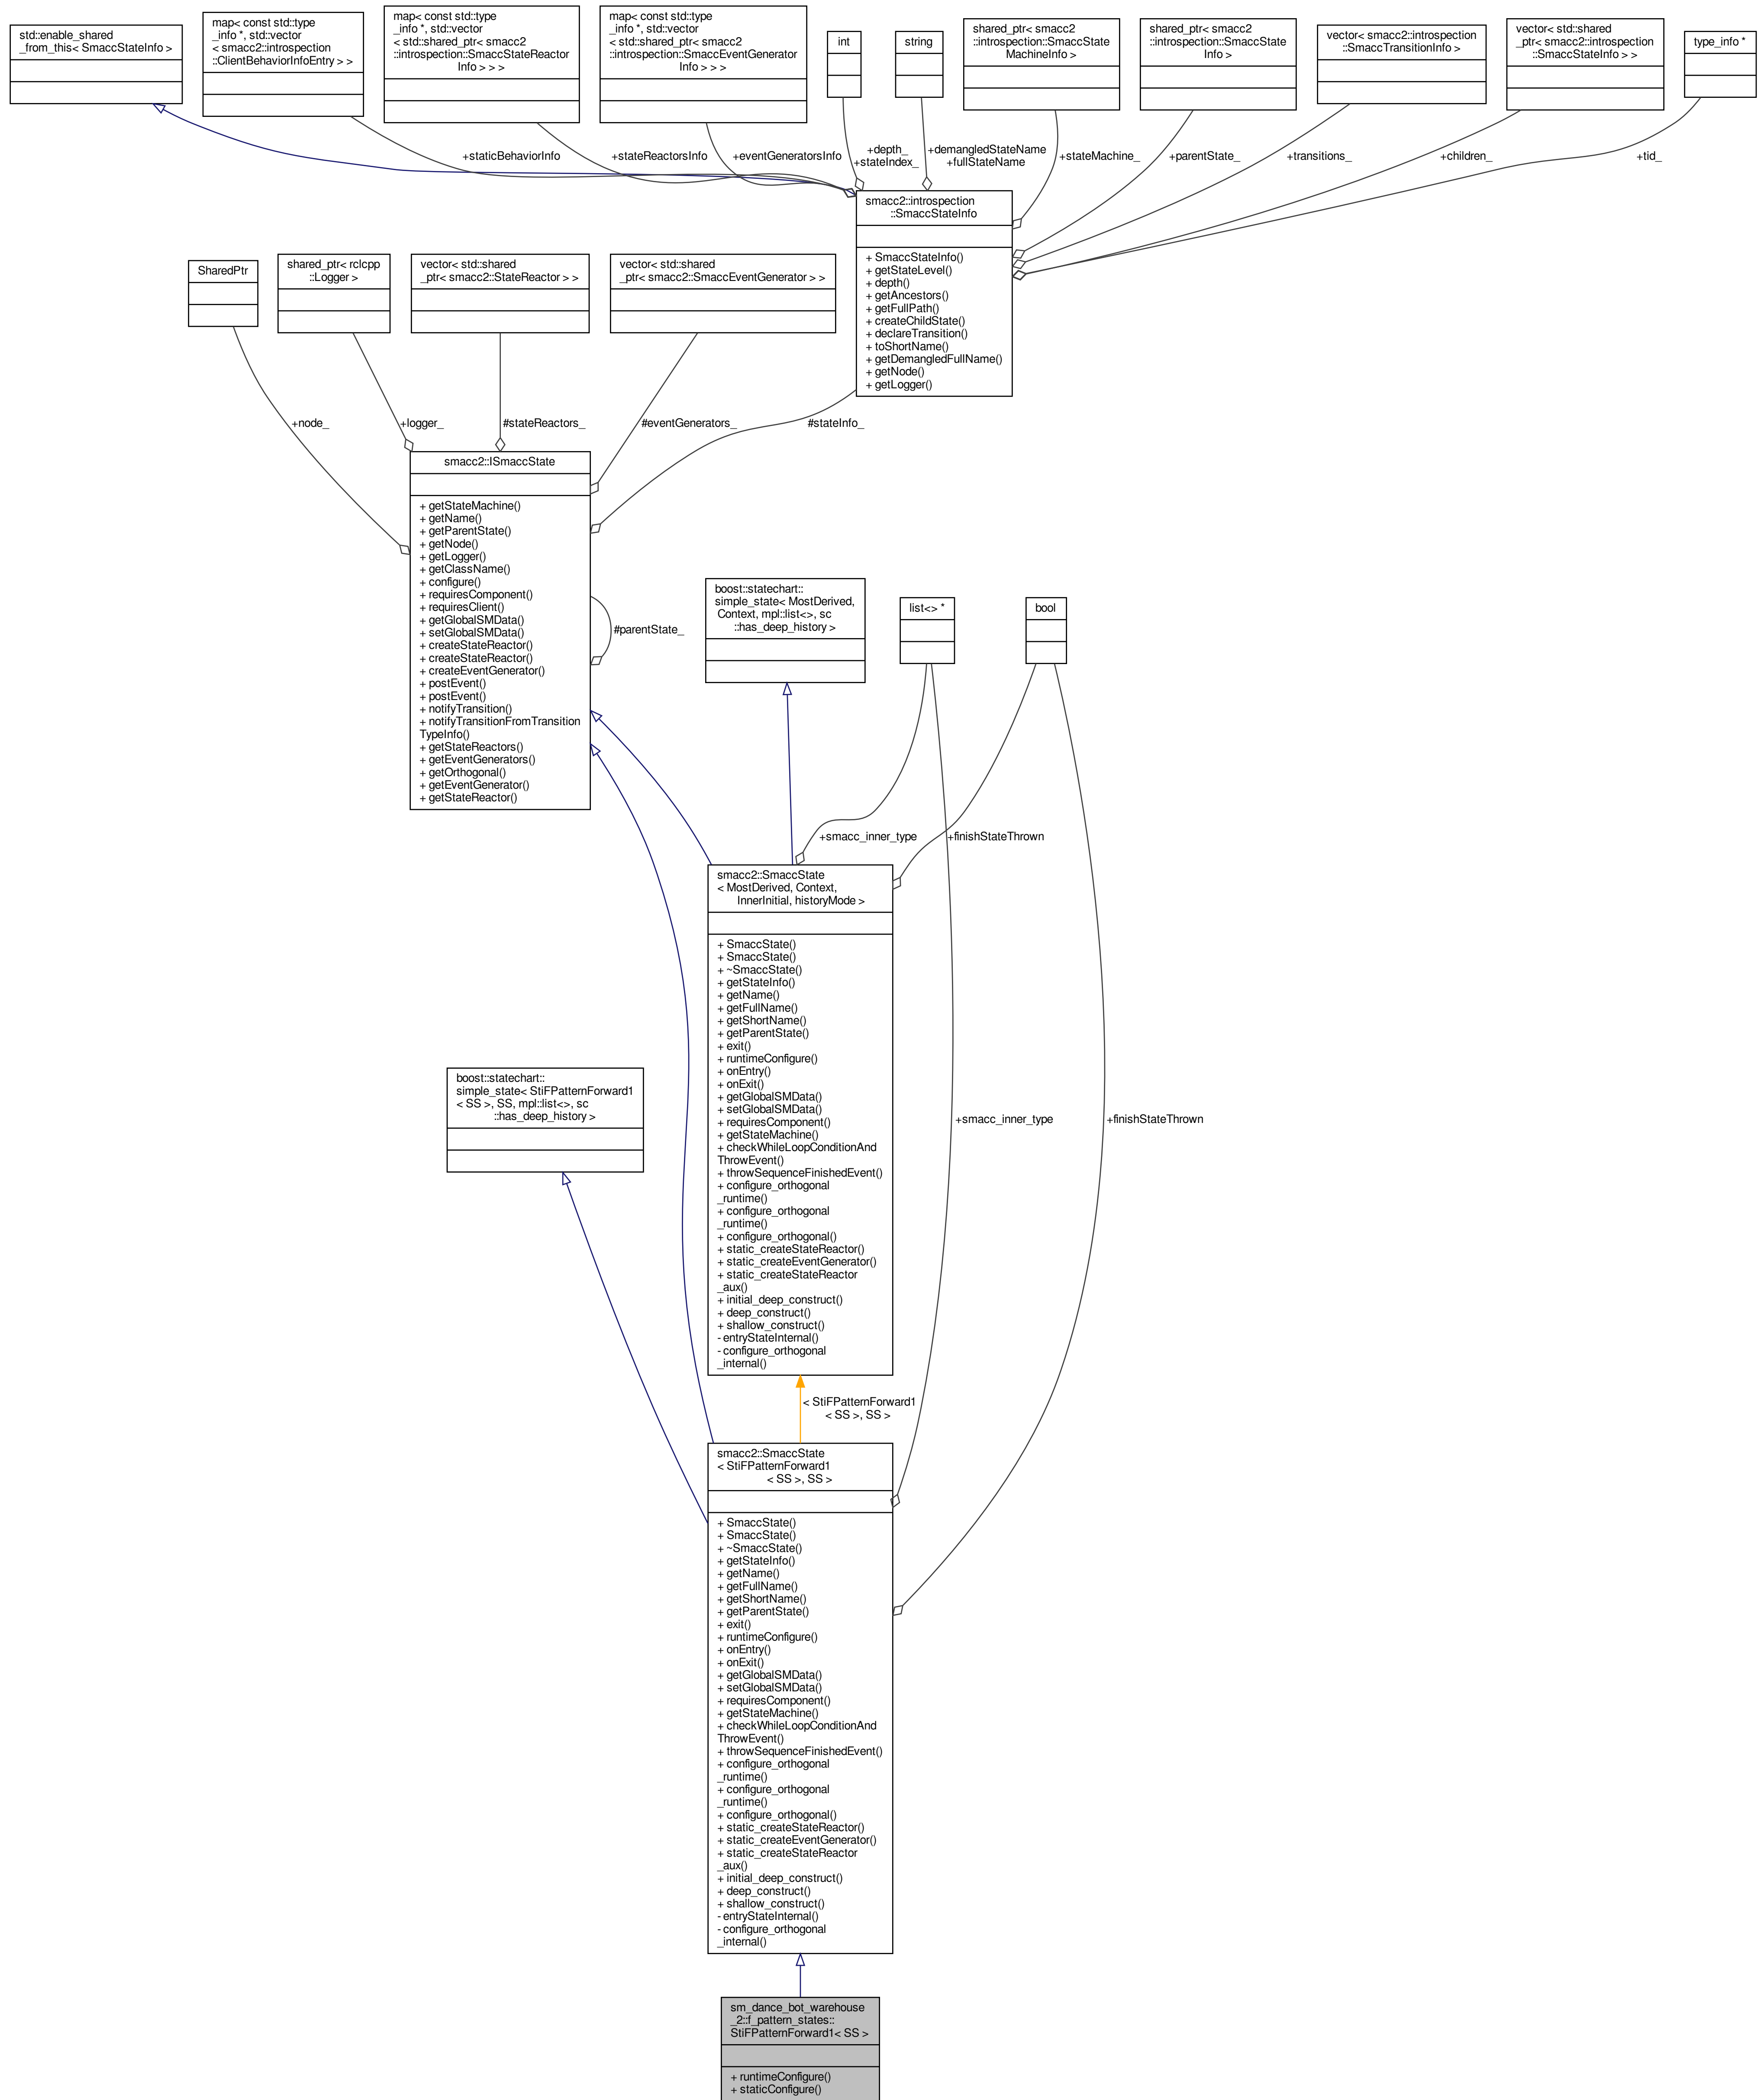 std::enable_shared
_from_this< SmaccStateInfo >
map< const std::type
_info *, std::vector
< smacc2::introspection
::ClientBehaviorInfoEntry > >
map< const std::type
_info *, std::vector
< std::shared_ptr< smacc2
::introspection::SmaccStateReactor
Info > > >
map< const std::type
_info *, std::vector
< std::shared_ptr< smacc2
::introspection::SmaccEventGenerator
Info > > >
int
string
shared_ptr< smacc2
::introspection::SmaccState
MachineInfo >
shared_ptr< smacc2
::introspection::SmaccState
Info >
vector< smacc2::introspection
::SmaccTransitionInfo >
vector< std::shared
_ptr< smacc2::introspection
::SmaccStateInfo > >
type_info *
+staticBehaviorInfo
+stateReactorsInfo
+eventGeneratorsInfo
+depth_
+stateIndex_
+demangledStateName
+fullStateName
+stateMachine_
+parentState_
+transitions_
+children_
+tid_
smacc2::introspection
::SmaccStateInfo
+ SmaccStateInfo()
+ getStateLevel()
+ depth()
+ getAncestors()
+ getFullPath()
+ createChildState()
+ declareTransition()
+ toShortName()
+ getDemangledFullName()
+ getNode()
+ getLogger()
SharedPtr
shared_ptr< rclcpp
::Logger >
vector< std::shared
_ptr< smacc2::StateReactor > >
vector< std::shared
_ptr< smacc2::SmaccEventGenerator > >
+node_
+logger_
#stateReactors_
#eventGenerators_
#stateInfo_
smacc2::ISmaccState
+ getStateMachine()
+ getName()
+ getParentState()
+ getNode()
+ getLogger()
+ getClassName()
+ configure()
+ requiresComponent()
+ requiresClient()
+ getGlobalSMData()
+ setGlobalSMData()
+ createStateReactor()
+ createStateReactor()
+ createEventGenerator()
+ postEvent()
+ postEvent()
+ notifyTransition()
+ notifyTransitionFromTransition
TypeInfo()
+ getStateReactors()
+ getEventGenerators()
+ getOrthogonal()
+ getEventGenerator()
+ getStateReactor()
#parentState_
boost::statechart::
simple_state< MostDerived,
Context, mpl::list<>, sc
::has_deep_history >
list<> *
bool
+smacc_inner_type
+finishStateThrown
smacc2::SmaccState
< MostDerived, Context,
InnerInitial, historyMode >
+ SmaccState()
+ SmaccState()
+ ~SmaccState()
+ getStateInfo()
+ getName()
+ getFullName()
+ getShortName()
+ getParentState()
+ exit()
+ runtimeConfigure()
+ onEntry()
+ onExit()
+ getGlobalSMData()
+ setGlobalSMData()
+ requiresComponent()
+ getStateMachine()
+ checkWhileLoopConditionAnd
ThrowEvent()
+ throwSequenceFinishedEvent()
+ configure_orthogonal
_runtime()
+ configure_orthogonal
_runtime()
+ configure_orthogonal()
+ static_createStateReactor()
+ static_createEventGenerator()
+ static_createStateReactor
_aux()
+ initial_deep_construct()
+ deep_construct()
+ shallow_construct()
- entryStateInternal()
- configure_orthogonal
_internal()
boost::statechart::
simple_state< StiFPatternForward1
< SS >, SS, mpl::list<>, sc
::has_deep_history >
+smacc_inner_type
+finishStateThrown
< StiFPatternForward1
< SS >, SS >
smacc2::SmaccState
< StiFPatternForward1
< SS >, SS >
+ SmaccState()
+ SmaccState()
+ ~SmaccState()
+ getStateInfo()
+ getName()
+ getFullName()
+ getShortName()
+ getParentState()
+ exit()
+ runtimeConfigure()
+ onEntry()
+ onExit()
+ getGlobalSMData()
+ setGlobalSMData()
+ requiresComponent()
+ getStateMachine()
+ checkWhileLoopConditionAnd
ThrowEvent()
+ throwSequenceFinishedEvent()
+ configure_orthogonal
_runtime()
+ configure_orthogonal
_runtime()
+ configure_orthogonal()
+ static_createStateReactor()
+ static_createEventGenerator()
+ static_createStateReactor
_aux()
+ initial_deep_construct()
+ deep_construct()
+ shallow_construct()
- entryStateInternal()
- configure_orthogonal
_internal()
sm_dance_bot_warehouse
_2::f_pattern_states::
StiFPatternForward1< SS >
+ runtimeConfigure()
+ staticConfigure()